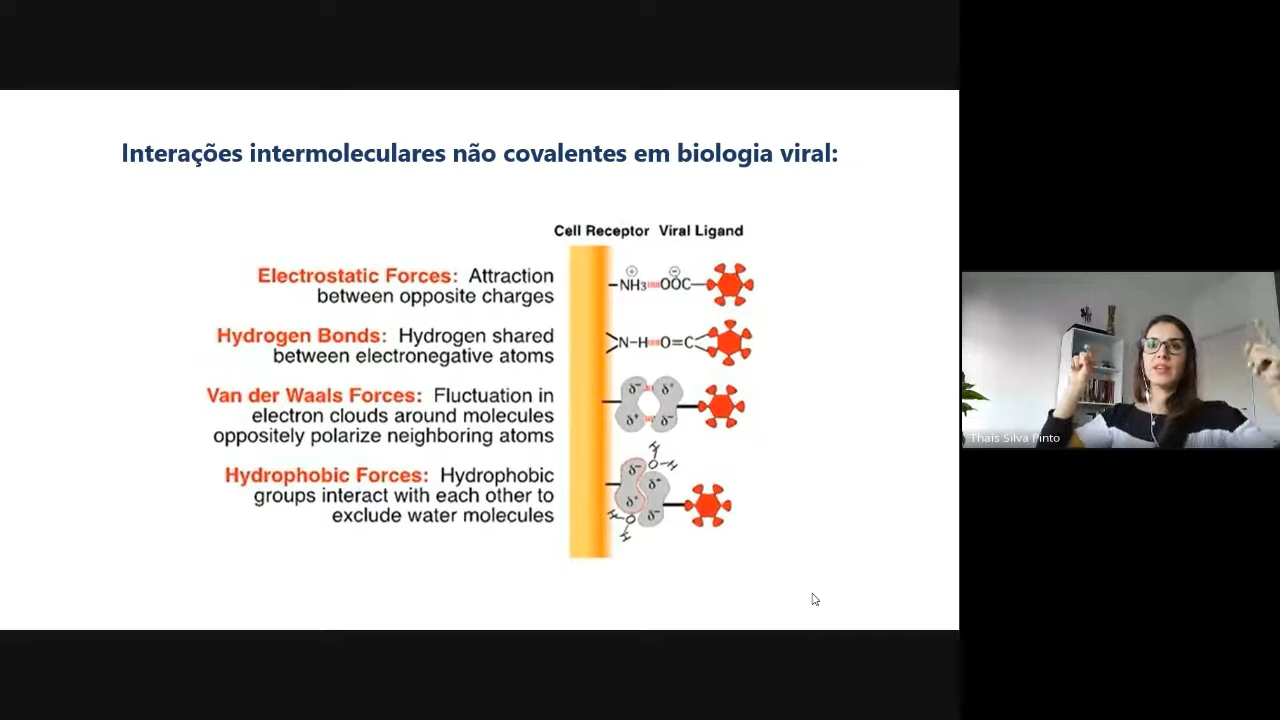 Interações intermoleculares não covalentes em biologia viral:
Cell Receptor Viral Ligand
Electrostatic Forces: Attraction
between opposite charges
NH3 OOC
+ −
Hydrogen Bonds: Hydrogen shared
between electronegative atoms
N-H O=C
Van der Waals Forces: Fluctuation in
electron clouds around molecules
oppositely polarize neighboring atoms
δ- δ+
δ+ δ-
Hydrophobic Forces: Hydrophobic
groups interact with each other to
exclude water molecules
H
O-H
δ- δ+
δ+ δ-
H O
H
Thais Silva Pinto